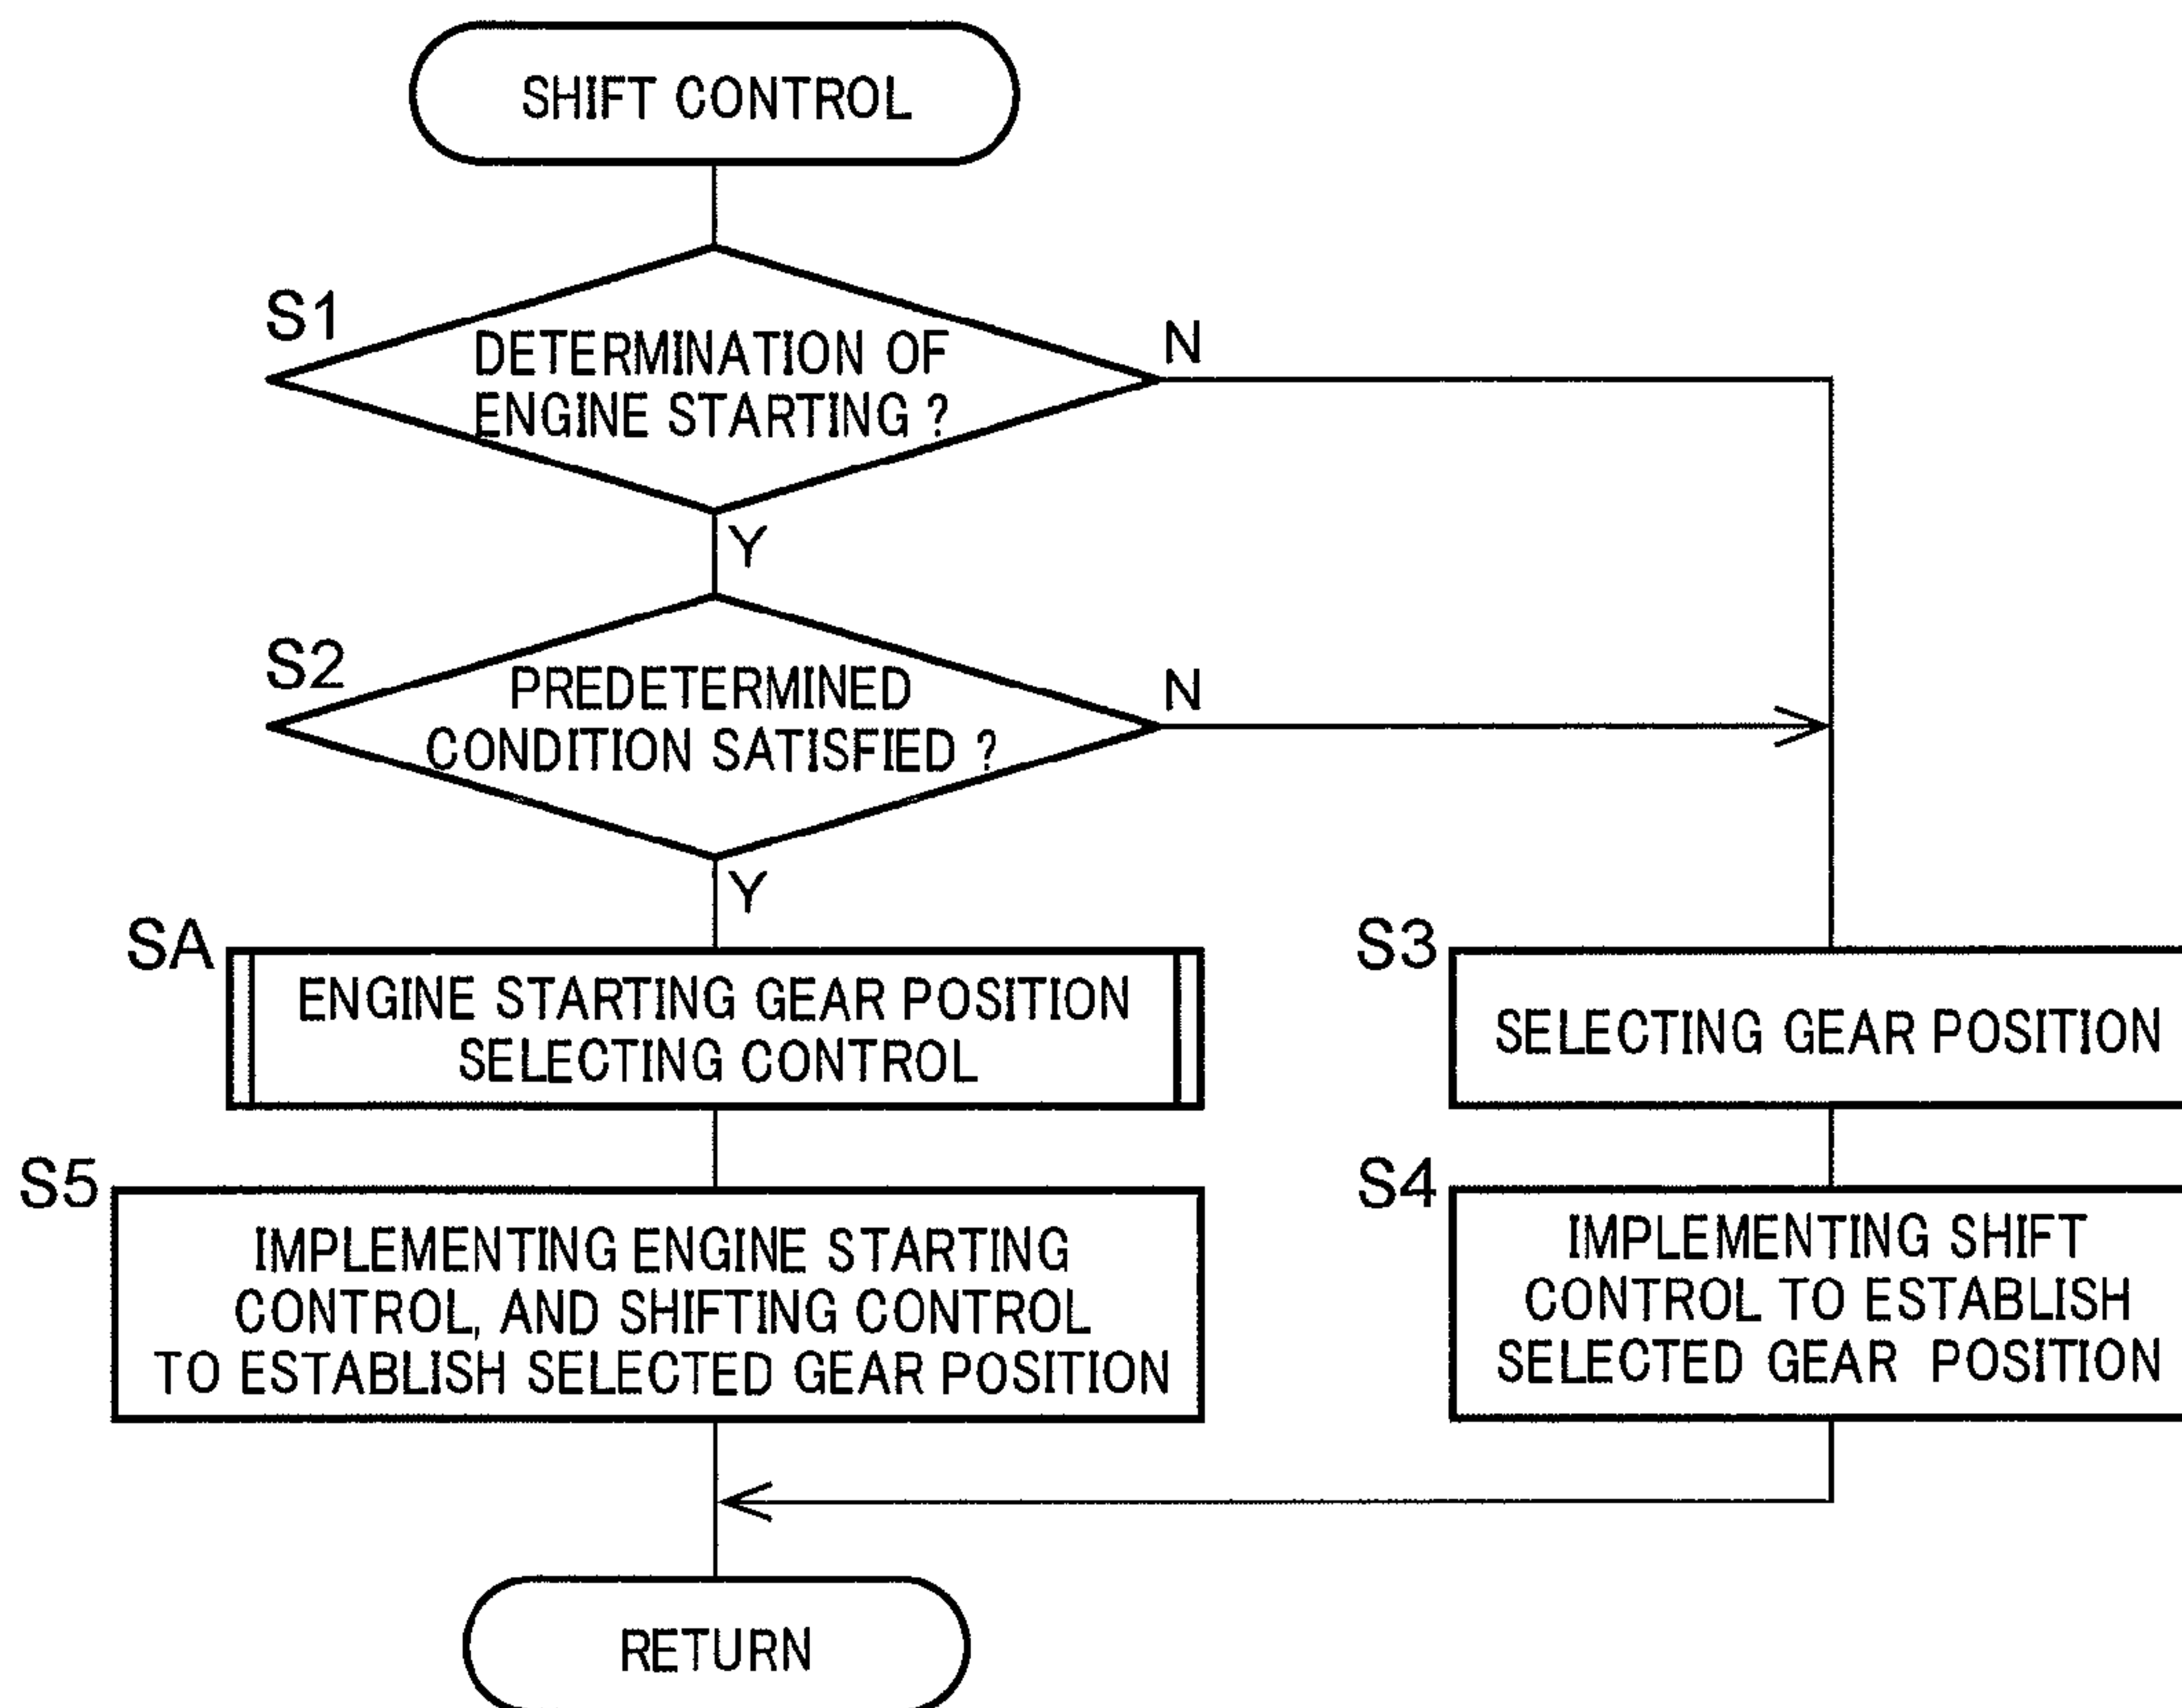 SHIFT CONTROL
S1
DETERMINATION OF
ENGINE STARTING ?
N
Y
S2
PREDETERMINED
CONDITION SATISFIED ?
N
Y
SA
ENGINE STARTING GEAR POSITION
SELECTING CONTROL
S3
SELECTING GEAR POSITION
S5
IMPLEMENTING ENGINE STARTING
CONTROL, AND SHIFTING CONTROL
TO ESTABLISH SELECTED GEAR POSITION
S4
IMPLEMENTING SHIFT
CONTROL TO ESTABLISH
SELECTED GEAR POSITION
RETURN